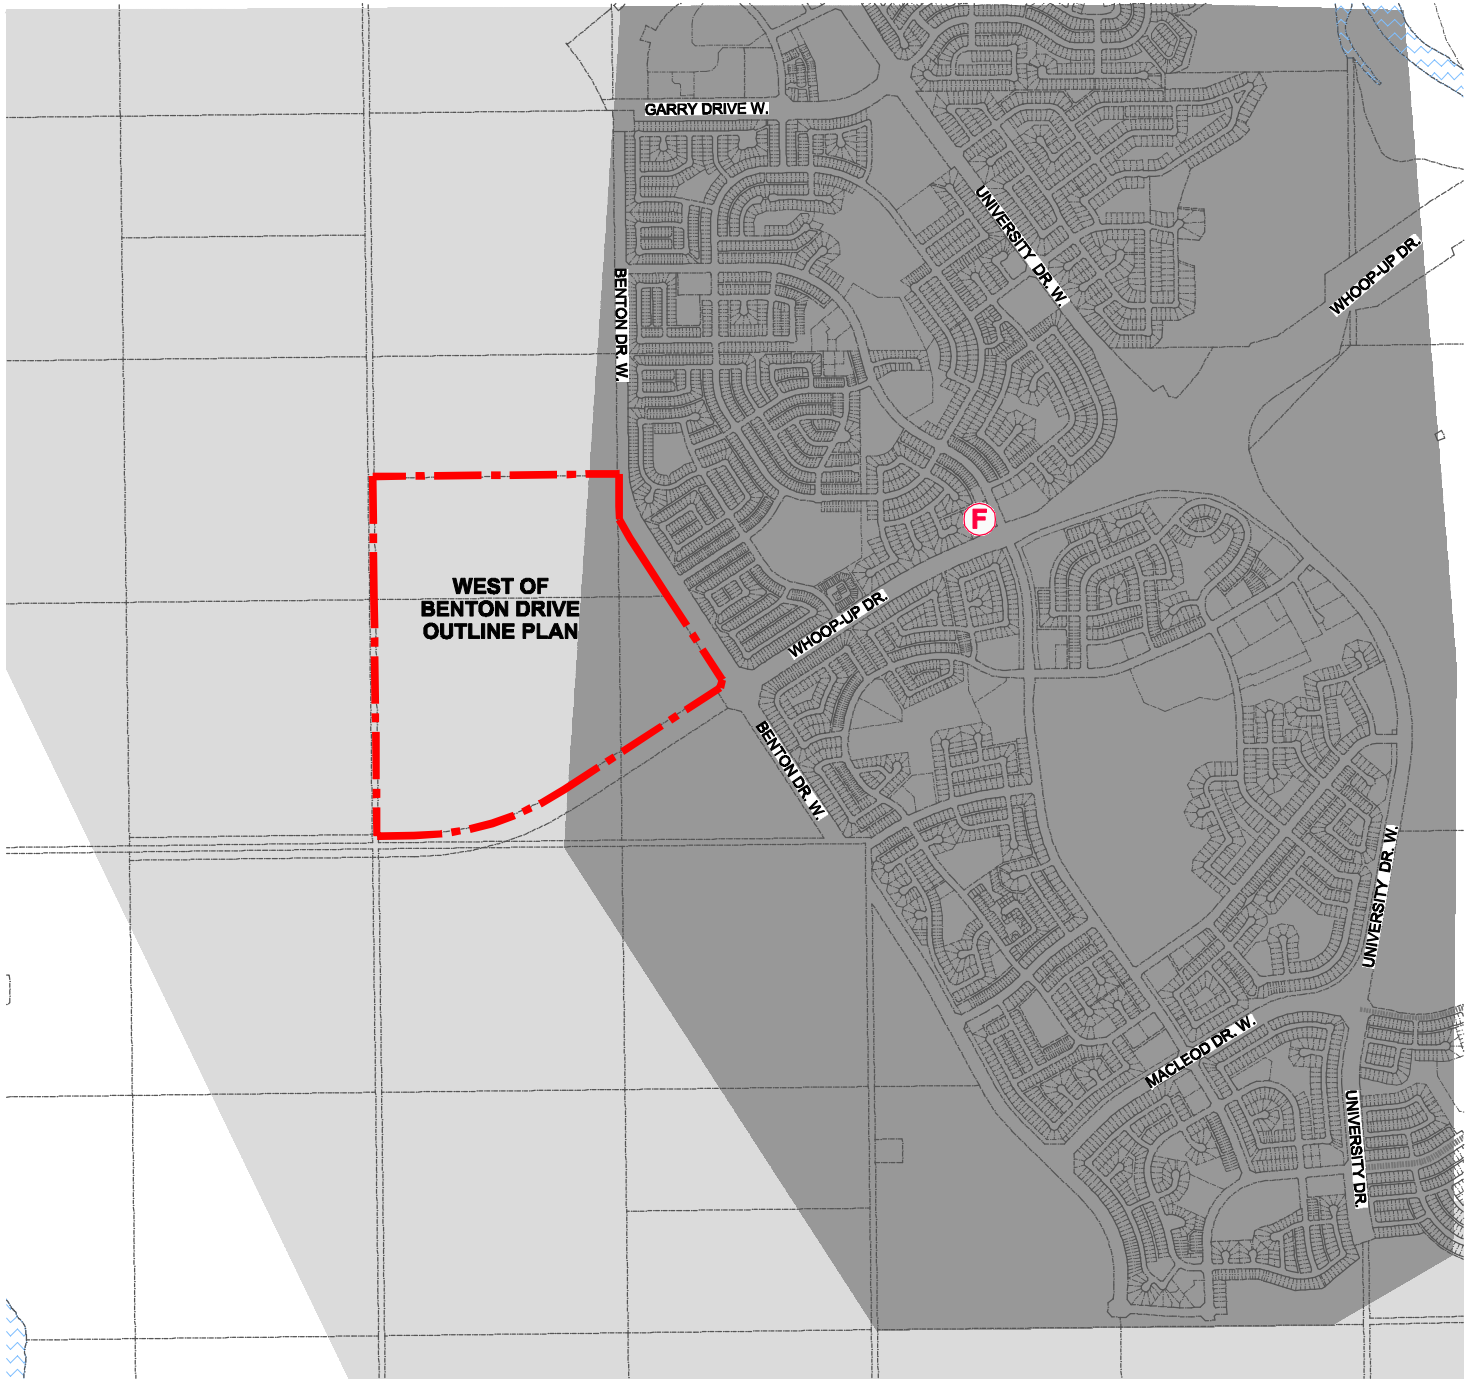 GARRY DRIVE W.
UNIVERSITY DR. W.
WHOOP-UP DR.
BENTON DR. W.
F
WEST OF
BENTON DRIVE
OUTLINE PLAN
WHOOP-UP DR.
BENTON DR. W.
UNIVERSITY DR. W.
MACLEOD DR. W.
UNIVERSITY DR.